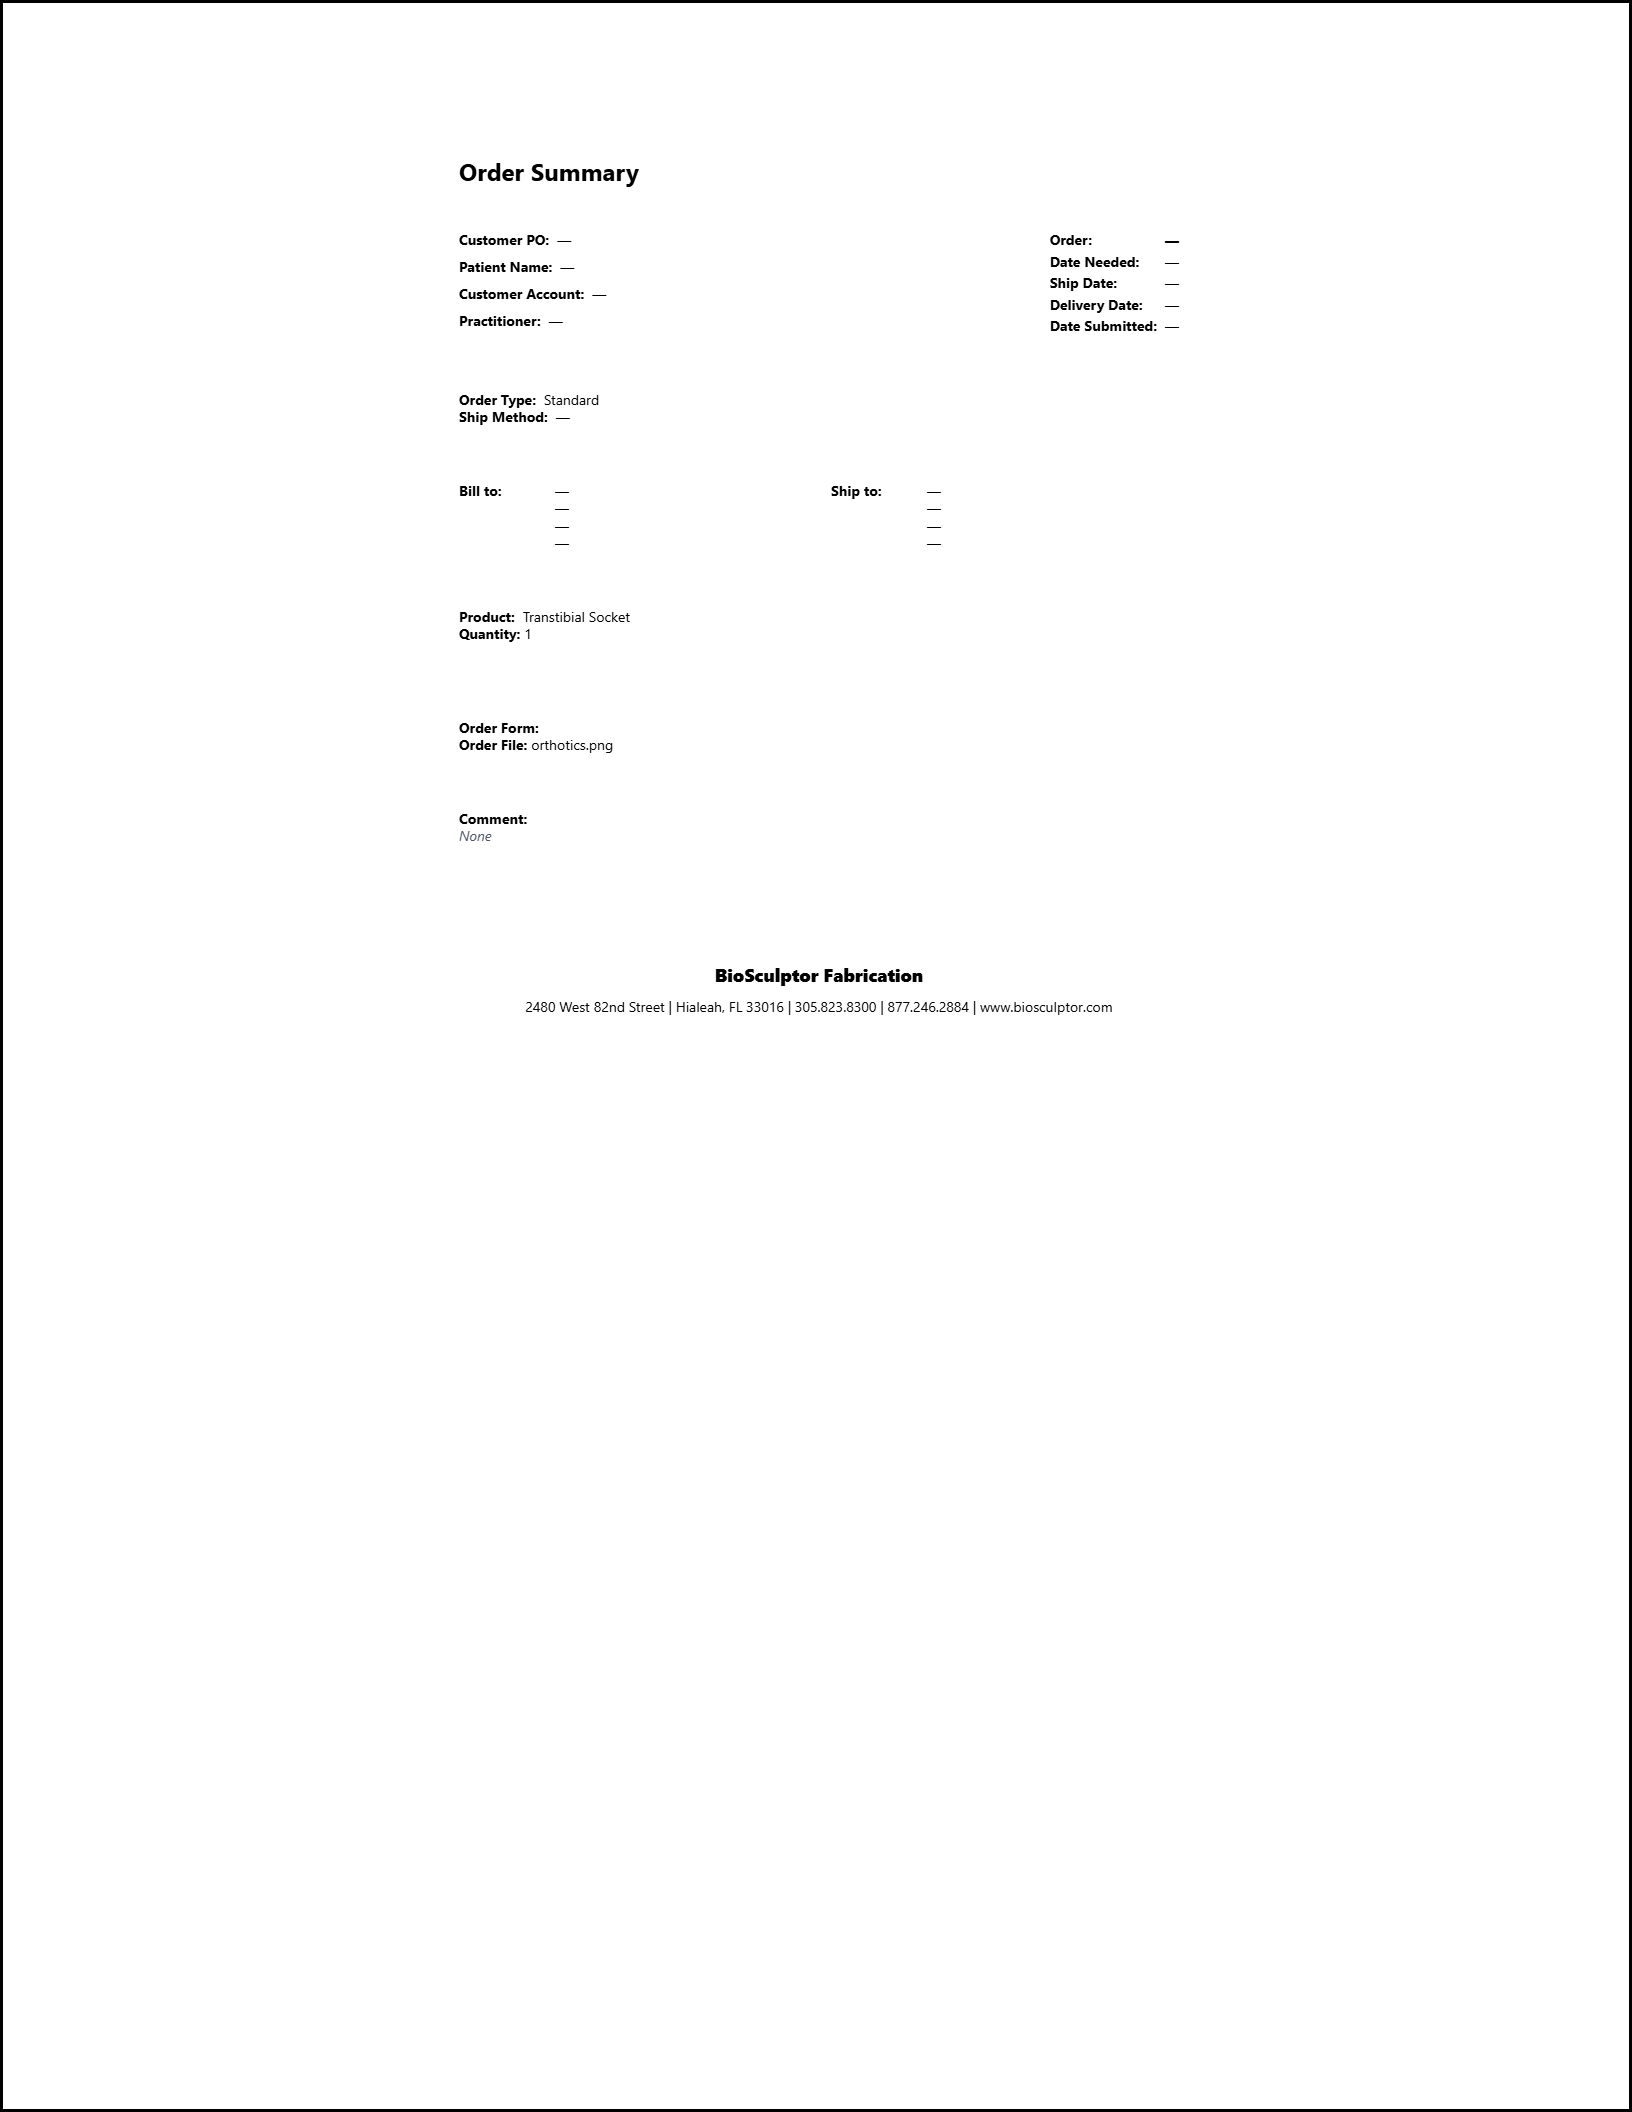 Order Summary
Customer PO: —
Patient Name: —
Customer Account: —
Practitioner: —
Order: —
Date Needed: —
Ship Date: —
Delivery Date: —
Date Submitted: —
Order Type: Standard
Ship Method: —
Bill to: —
—
—
—
Ship to: —
—
—
—
Product: Transtibial Socket
Quantity: 1
Order Form:
Order File: orthotics.png
Comment:
None
BioSculptor Fabrication
2480 West 82nd Street | Hialeah, FL 33016 | 305.823.8300 | 877.246.2884 | www.biosculptor.com